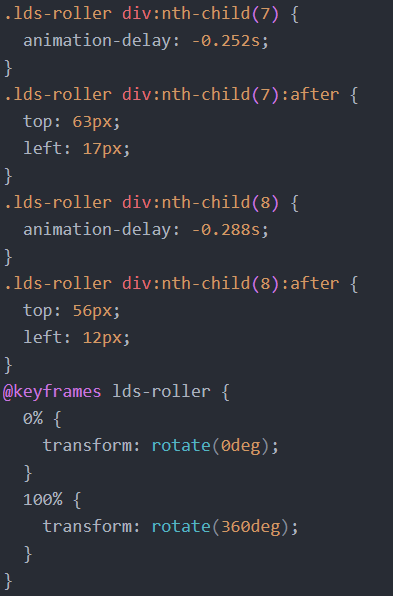 .lds-roller div:nth-child(7) {
  animation-delay: -0.252s;
}
.lds-roller div:nth-child(7):after {
  top: 63px;
  left: 17px;
}
.lds-roller div:nth-child(8) {
  animation-delay: -0.288s;
}
.lds-roller div:nth-child(8):after {
  top: 56px;
  left: 12px;
}
@keyframes lds-roller {
  0% {
    transform: rotate(0deg);
  }
  100% {
    transform: rotate(360deg);
  }
}